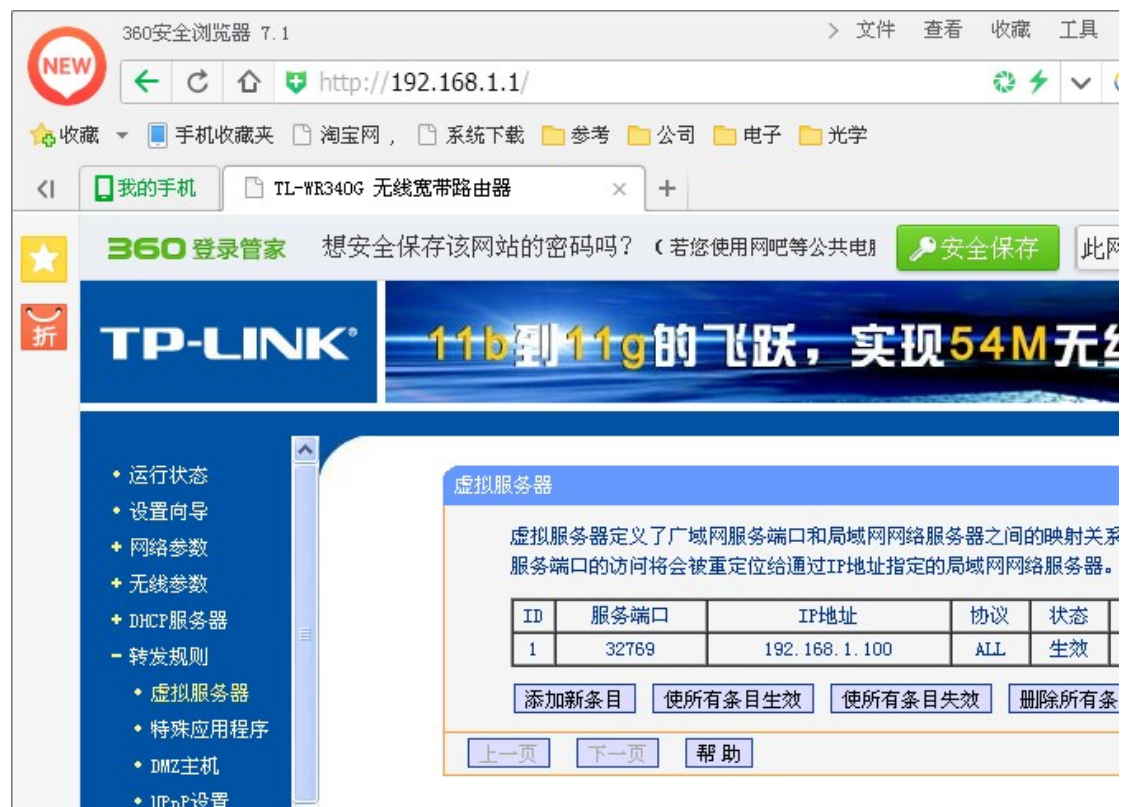 360安全浏览器 7.1
> 文件 查看 收藏 工具
NEW
http://192.168.1.1/
收藏 手机收藏夹 淘宝网, 系统下载 参考 公司 电子 光学
我的手机 TL-WR340G 无线宽带路由器 × +
360登录管家 想安全保存该网站的密码吗? (若您使用网吧等公共电 安全保存 此
折
TP-LINK®
11b到11g的飞跃,实现54M无
运行状态
设置向导
+ 网络参数
+ 无线参数
+ DHCP服务器
- 转发规则
虚拟服务器
特殊应用程序
DMZ主机
UPnP设置
虚拟服务器
虚拟服务器定义了广域网服务端口和局域网网络服务器之间的映射关系
服务端口的访问将会被重定位给通过IP地址指定的局域网网络服务器。
ID 服务端口 IP地址 协议 状态
1 32769 192.168.1.100 ALL 生效
添加新条目 使所有条目生效 使所有条目失效 删除所有条
上一页 下一页 帮助